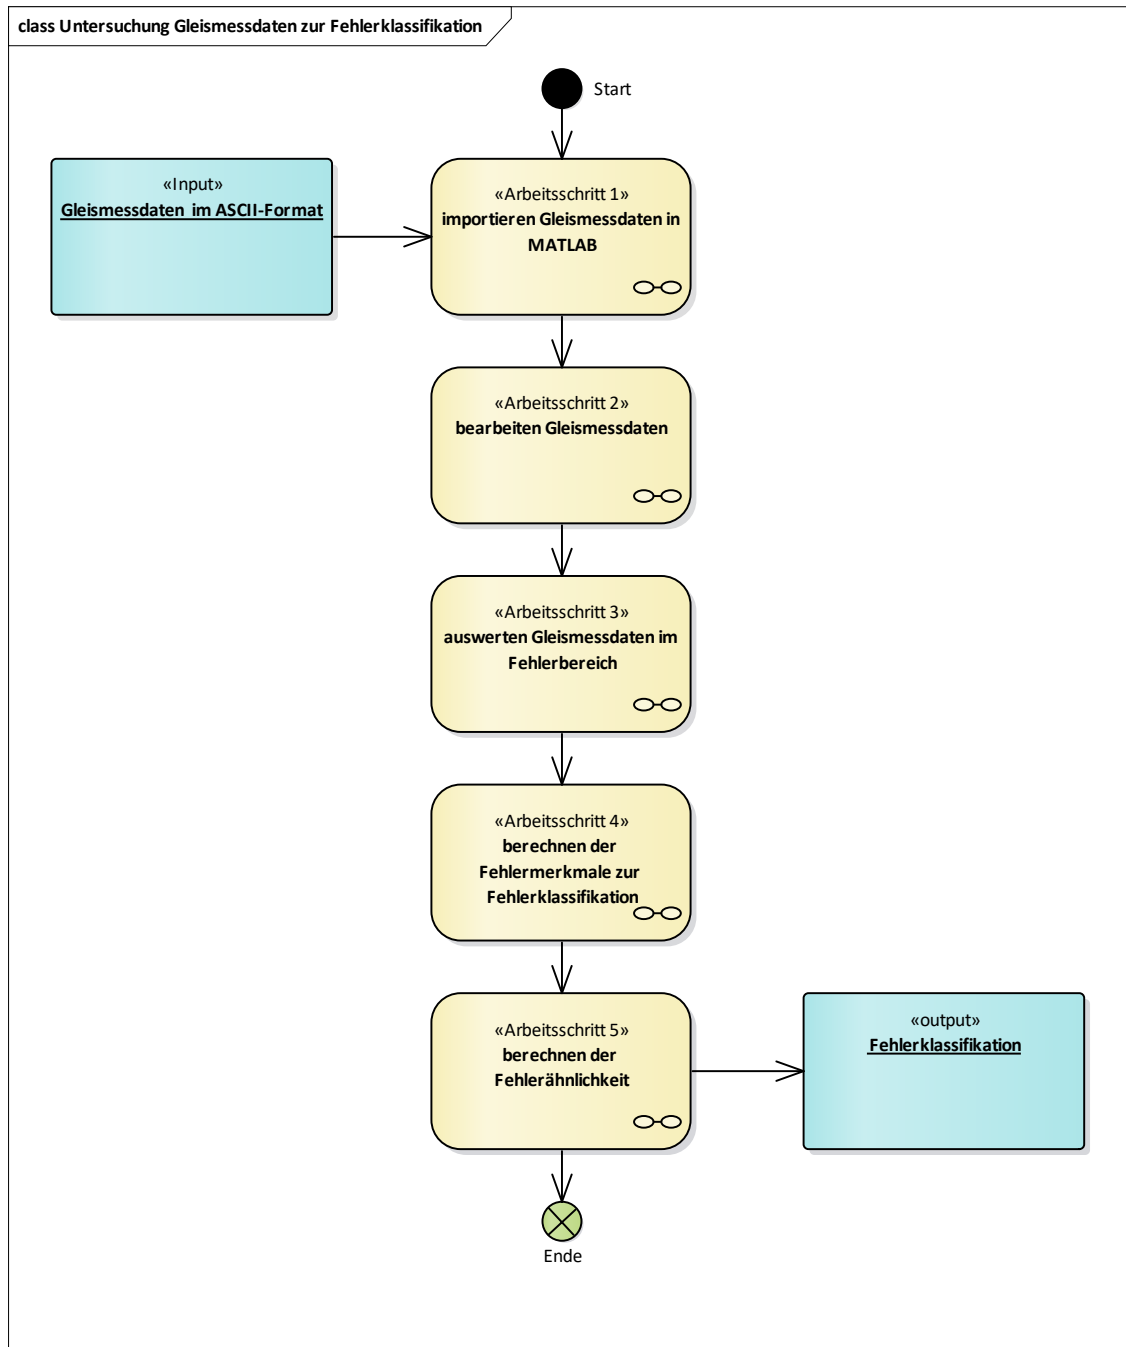 class Untersuchung Gleismessdaten zur Fehlerklassifikation
Start
«Input»
Gleismessdaten im ASCII-Format
«Arbeitsschritt 1»
importieren Gleismessdaten in
MATLAB
«Arbeitsschritt 2»
bearbeiten Gleismessdaten
«Arbeitsschritt 3»
auswerten Gleismessdaten im
Fehlerbereich
«Arbeitsschritt 4»
berechnen der
Fehlermerkmale zur
Fehlerklassifikation
«Arbeitsschritt 5»
berechnen der
Fehlerähnlichkeit
«output»
Fehlerklassifikation
Ende